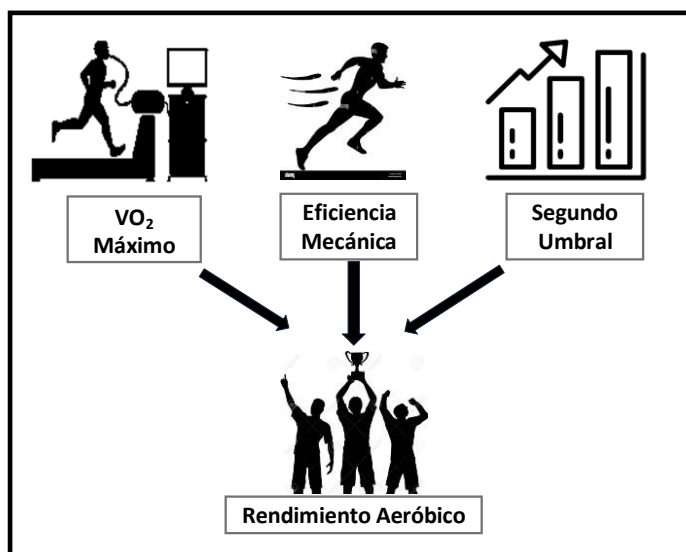 VO₂
Máximo
Eficiencia
Mecánica
Segundo
Umbral
Rendimiento Aeróbico